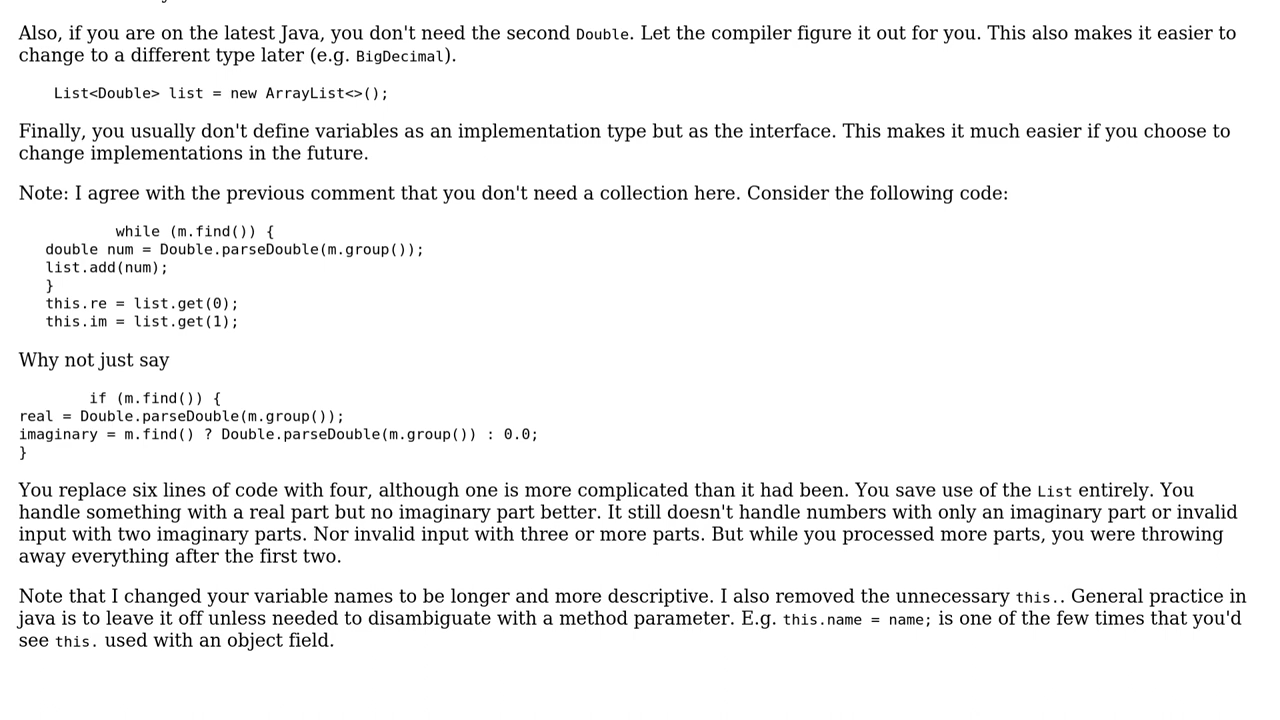 Also, if you are on the latest Java, you don't need the second Double. Let the compiler figure it out for you. This also makes it easier to
change to a different type later (e.g. BigDecimal).
List<Double> list = new ArrayList<>();
Finally, you usually don't define variables as an implementation type but as the interface. This makes it much easier if you choose to
change implementations in the future.
Note: I agree with the previous comment that you don't need a collection here. Consider the following code:
while (m.find()) {
double num = Double.parseDouble(m.group());
list.add(num);
}
this.re = list.get(0);
this.im = list.get(1);
Why not just say
if (m.find()) {
real = Double.parseDouble(m.group());
imaginary = m.find() ? Double.parseDouble(m.group()) : 0.0;
}
You replace six lines of code with four, although one is more complicated than it had been. You save use of the List entirely. You
handle something with a real part but no imaginary part better. It still doesn't handle numbers with only an imaginary part or invalid
input with two imaginary parts. Nor invalid input with three or more parts. But while you processed more parts, you were throwing
away everything after the first two.
Note that I changed your variable names to be longer and more descriptive. I also removed the unnecessary this.. General practice in
java is to leave it off unless needed to disambiguate with a method parameter. E.g. this.name = name; is one of the few times that you'd
see this. used with an object field.